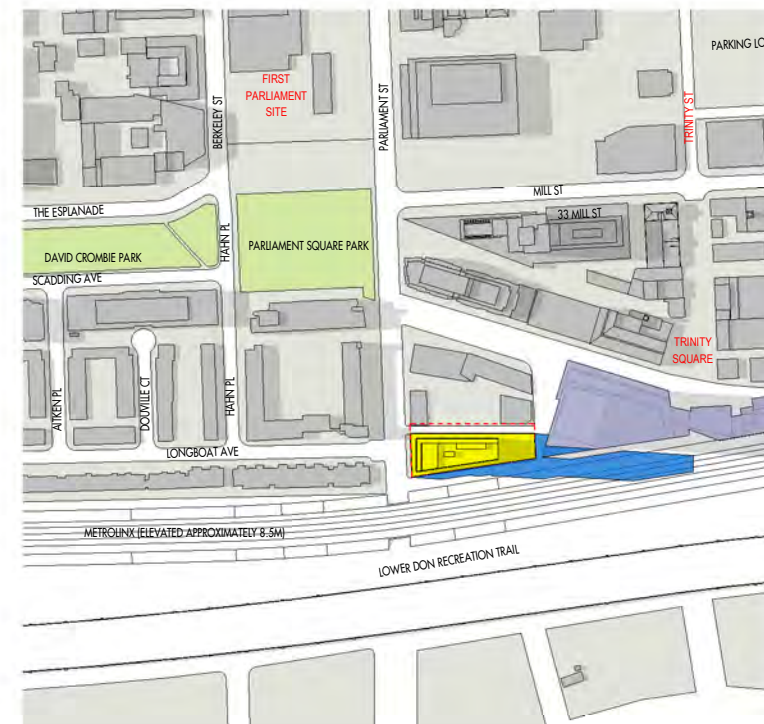 FIRST
PARLIAMENT
SITE
BERKELEY ST
PARLIAMENT ST
TRINITY ST
PARKING LO
MILL ST
33 MILL ST
THE ESPLANADE
DAVID CROMBIE PARK
HAHN PL
PARLIAMENT SQUARE PARK
SCADDING AVE
TRINITY
SQUARE
AITKEN PL
DOUVILLE CT
HAHN PL
LONGBOAT AVE
METROLINX (ELEVATED APPROXIMATELY 8.5M)
LOWER DON RECREATION TRAIL